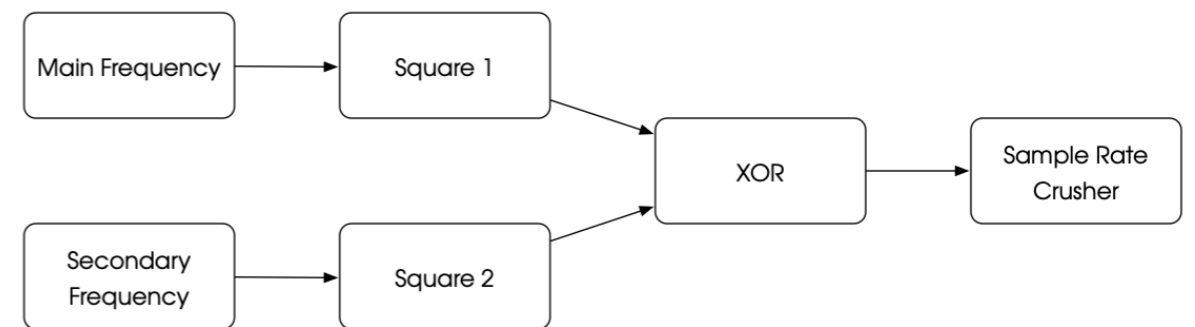 Main Frequency
Square 1
XOR
Sample Rate
Crusher
Secondary
Frequency
Square 2